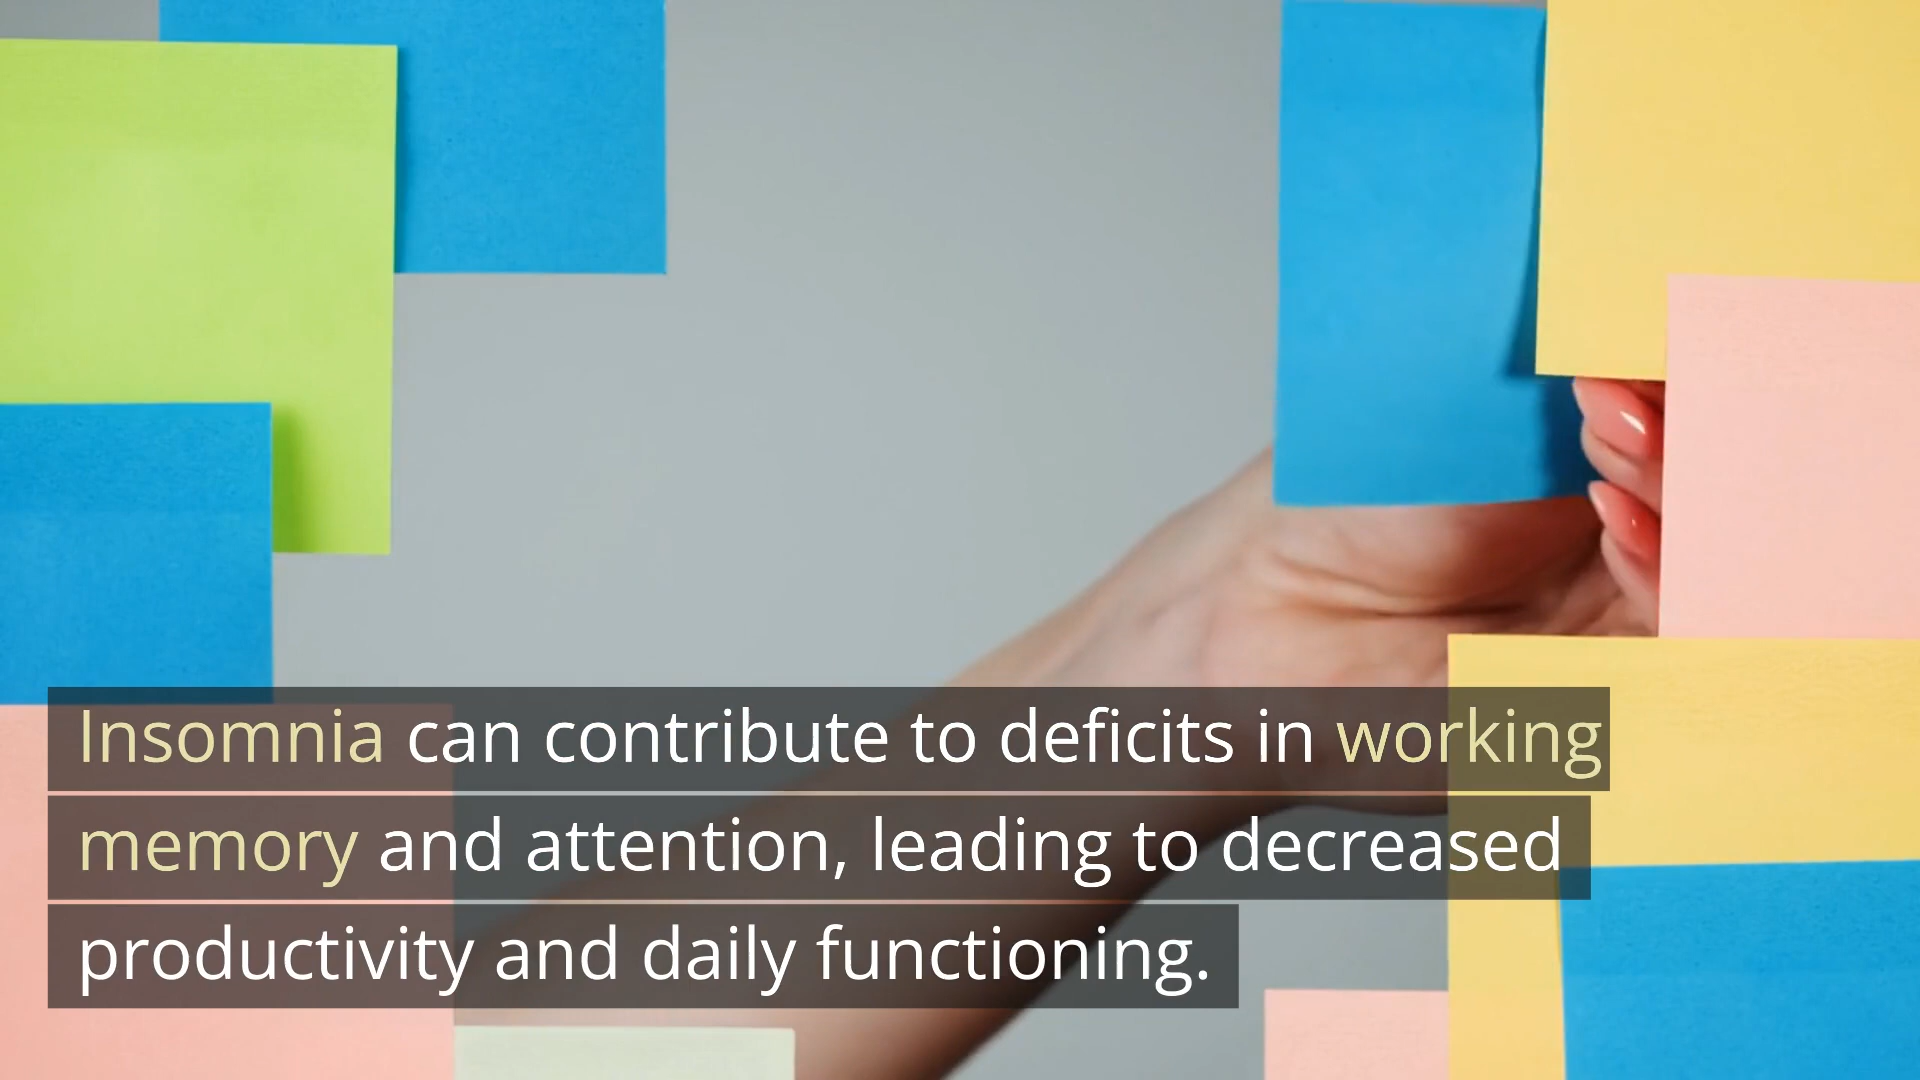 Insomnia can contribute to deficits in working
memory and attention, leading to decreased
productivity and daily functioning.